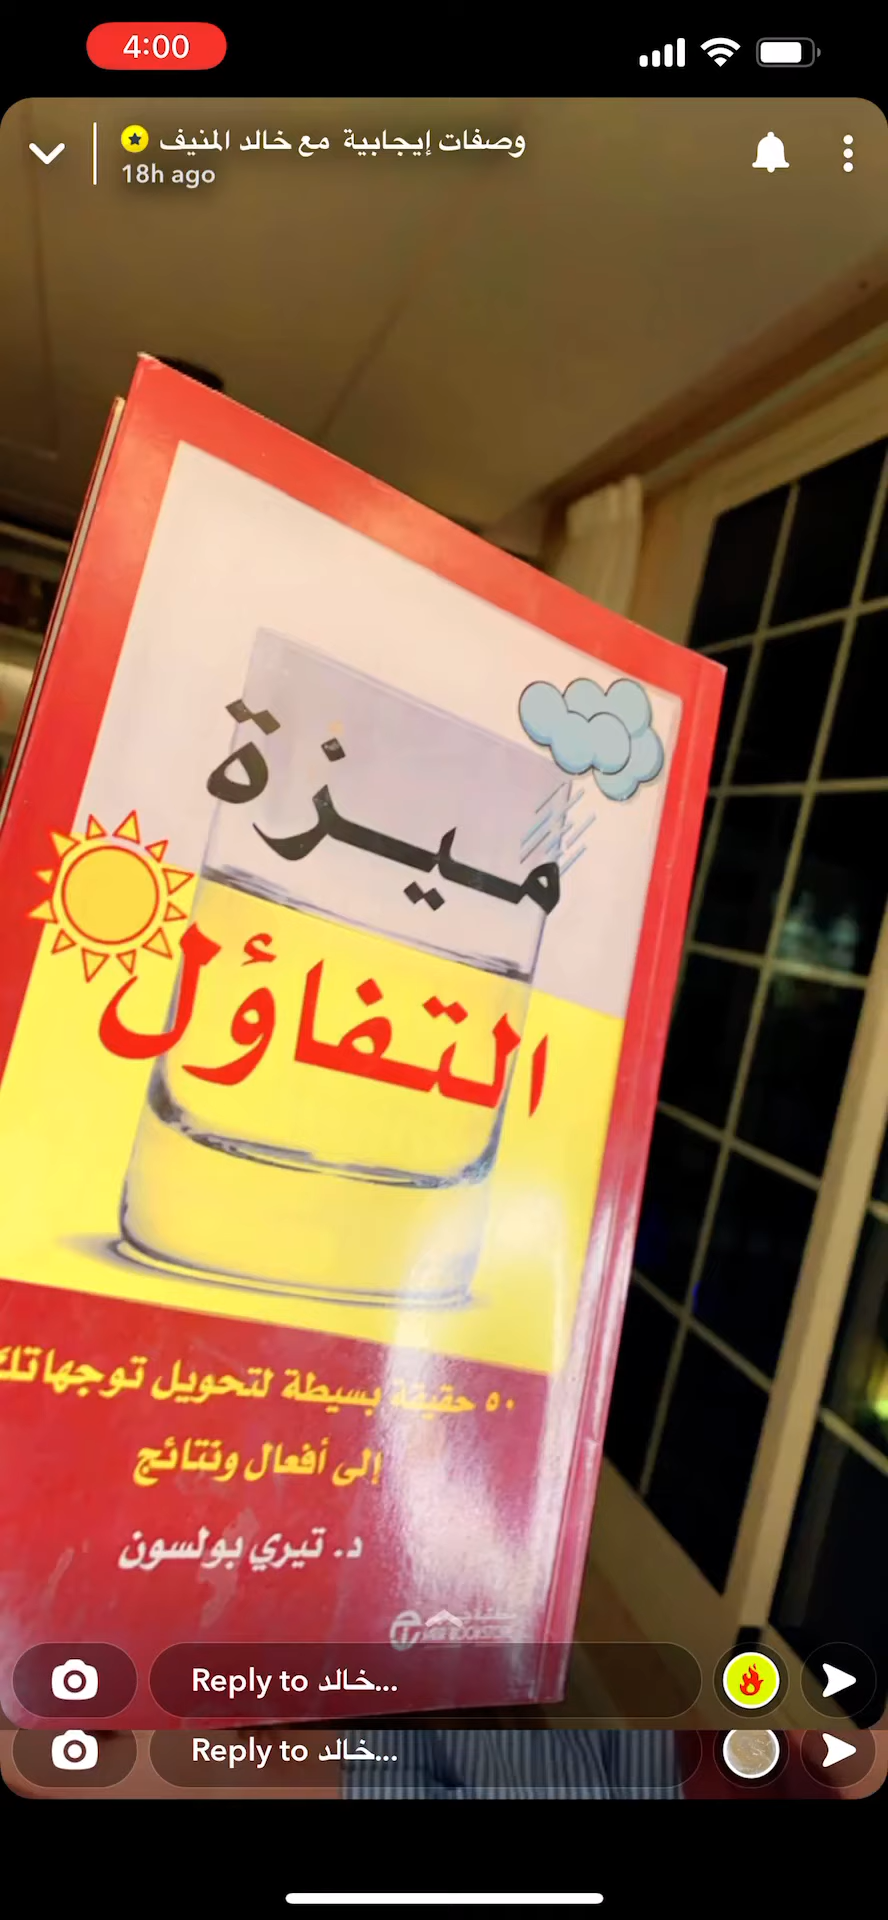 4:00
وصفات إيجابية مع خالد المنيف
18h ago
ميزة
التفاؤل
٥٠ حقيقة بسيطة لتحويل توجهاتك
إلى أفعال ونتائج
د. تيري بولسون
Reply to خالد...
Reply to خالد...